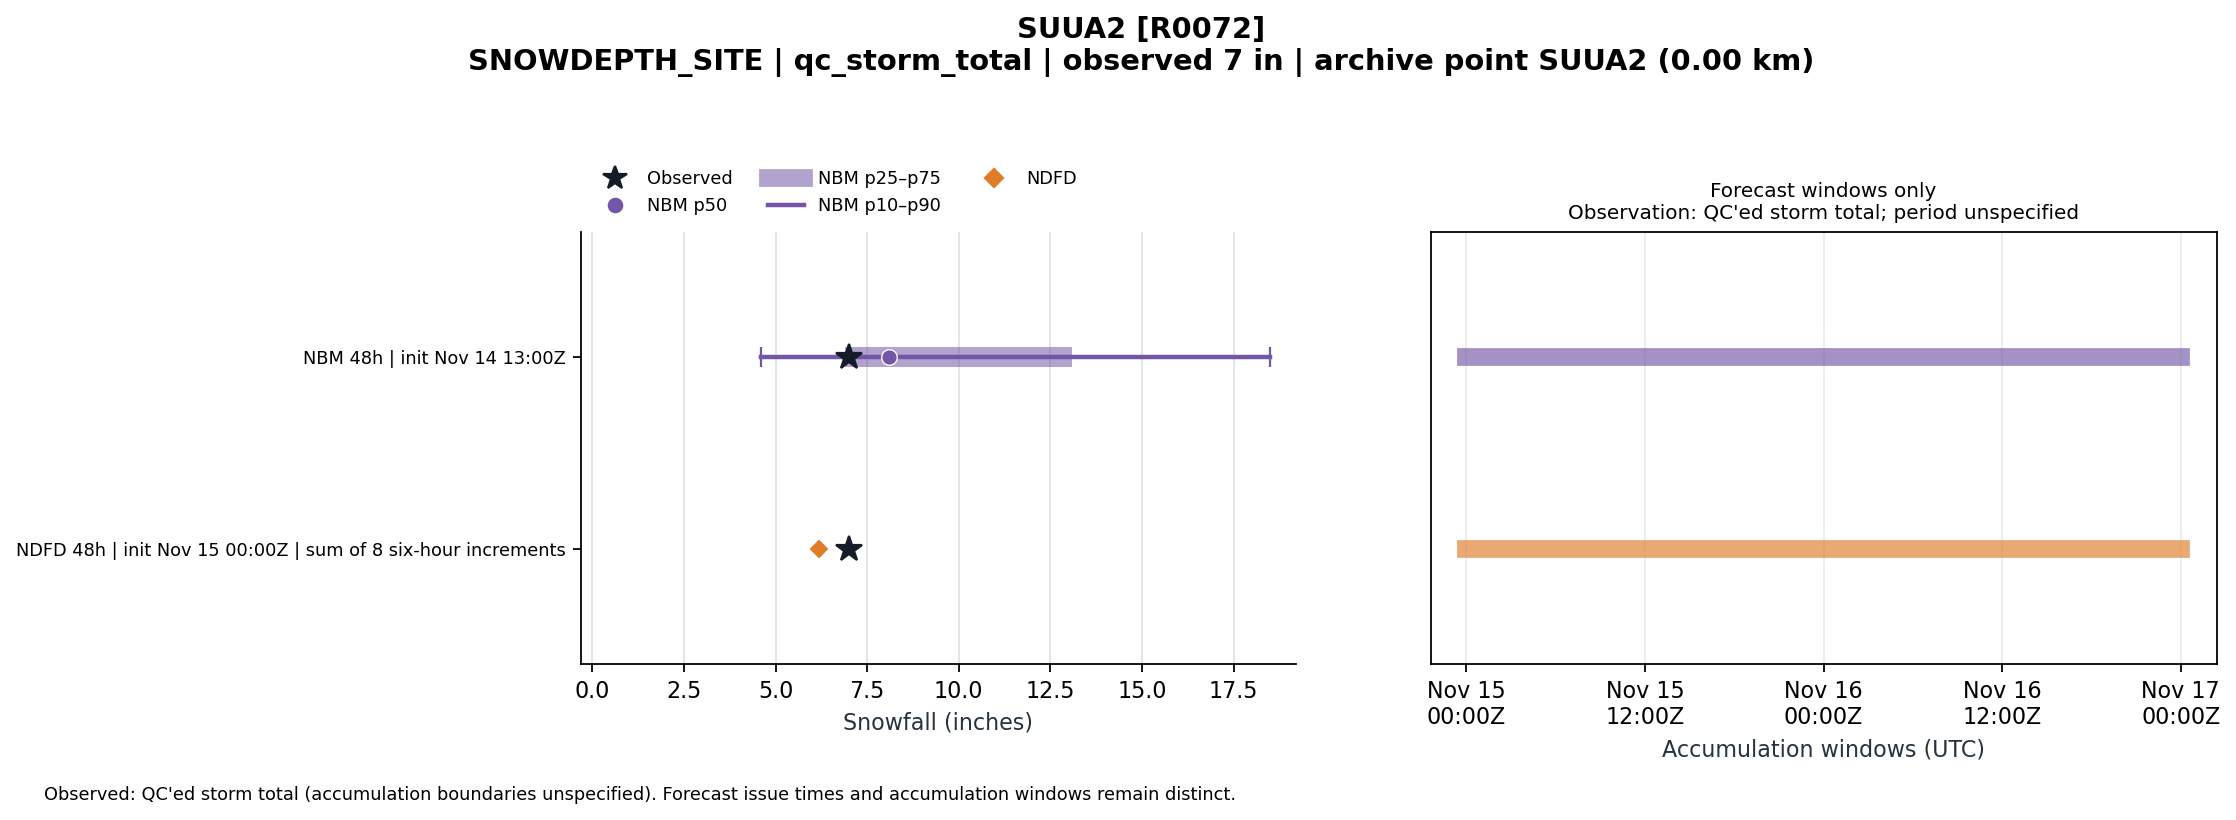 SUUA2 [R0072]
SNOWDEPTH_SITE | qc_storm_total | observed 7 in | archive point SUUA2 (0.00 km)
Observed
NBM p25–p75
NDFD
NBM p50
NBM p10–p90
Forecast windows only
Observation: QC'ed storm total; period unspecified
NBM 48h | init Nov 14 13:00Z
NDFD 48h | init Nov 15 00:00Z | sum of 8 six-hour increments
0.0 2.5 5.0 7.5 10.0 12.5 15.0 17.5
Snowfall (inches)
Nov 15 Nov 15 Nov 16 Nov 16 Nov 17
00:00Z 12:00Z 00:00Z 12:00Z 00:00Z
Accumulation windows (UTC)
Observed: QC'ed storm total (accumulation boundaries unspecified). Forecast issue times and accumulation windows remain distinct.